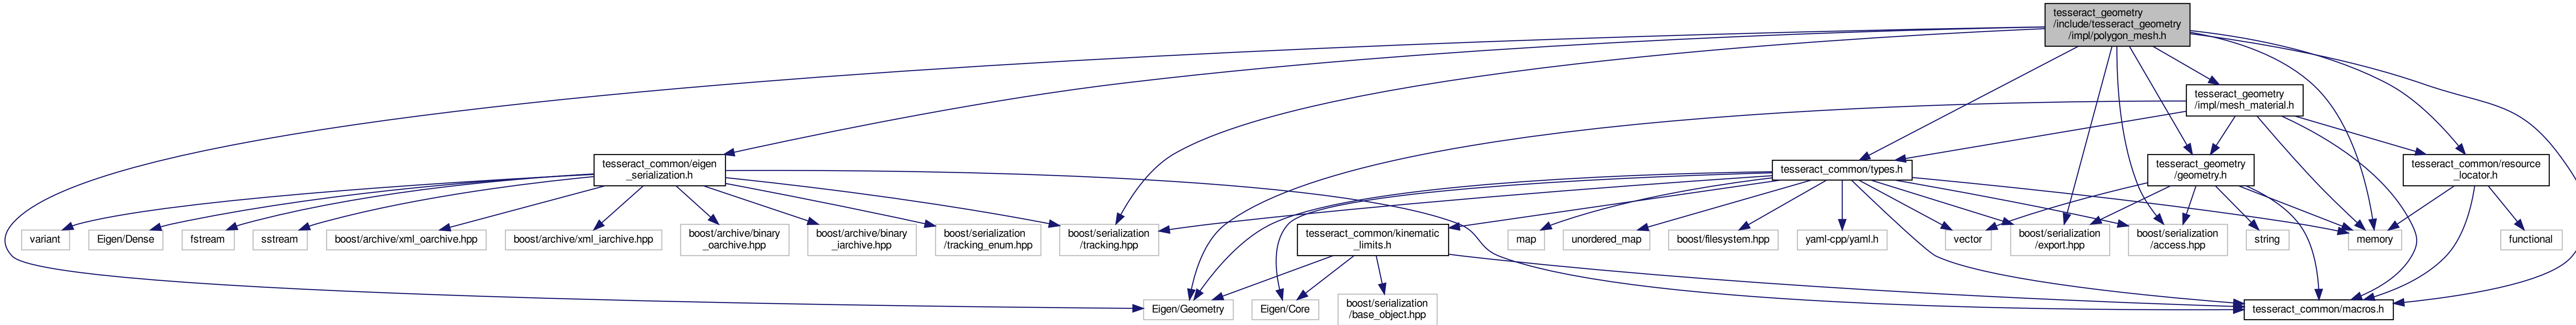 tesseract_geometry
/include/tesseract_geometry
/impl/polygon_mesh.h
tesseract_geometry
/impl/mesh_material.h
tesseract_common/eigen
_serialization.h
tesseract_common/types.h
tesseract_geometry
/geometry.h
tesseract_common/resource
_locator.h
variant
Eigen/Dense
fstream
sstream
boost/archive/xml_oarchive.hpp
boost/archive/xml_iarchive.hpp
boost/archive/binary
_oarchive.hpp
boost/archive/binary
_iarchive.hpp
boost/serialization
/tracking_enum.hpp
boost/serialization
/tracking.hpp
tesseract_common/kinematic
_limits.h
map
unordered_map
boost/filesystem.hpp
yaml-cpp/yaml.h
vector
boost/serialization
/export.hpp
boost/serialization
/access.hpp
string
memory
functional
Eigen/Geometry
Eigen/Core
boost/serialization
/base_object.hpp
tesseract_common/macros.h